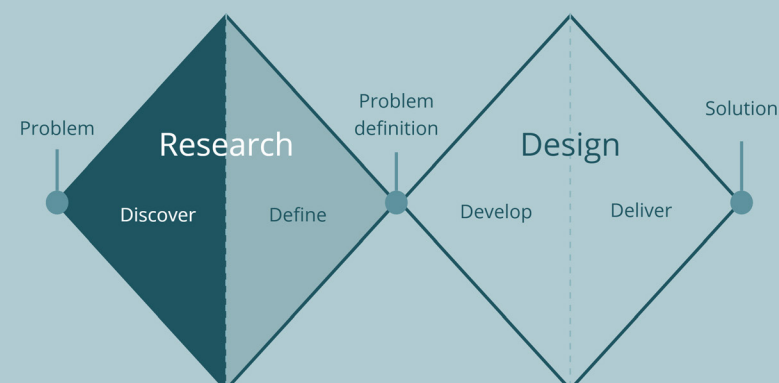 Problem
Research
Discover
Define
Problem
definition
Design
Develop
Deliver
Solution